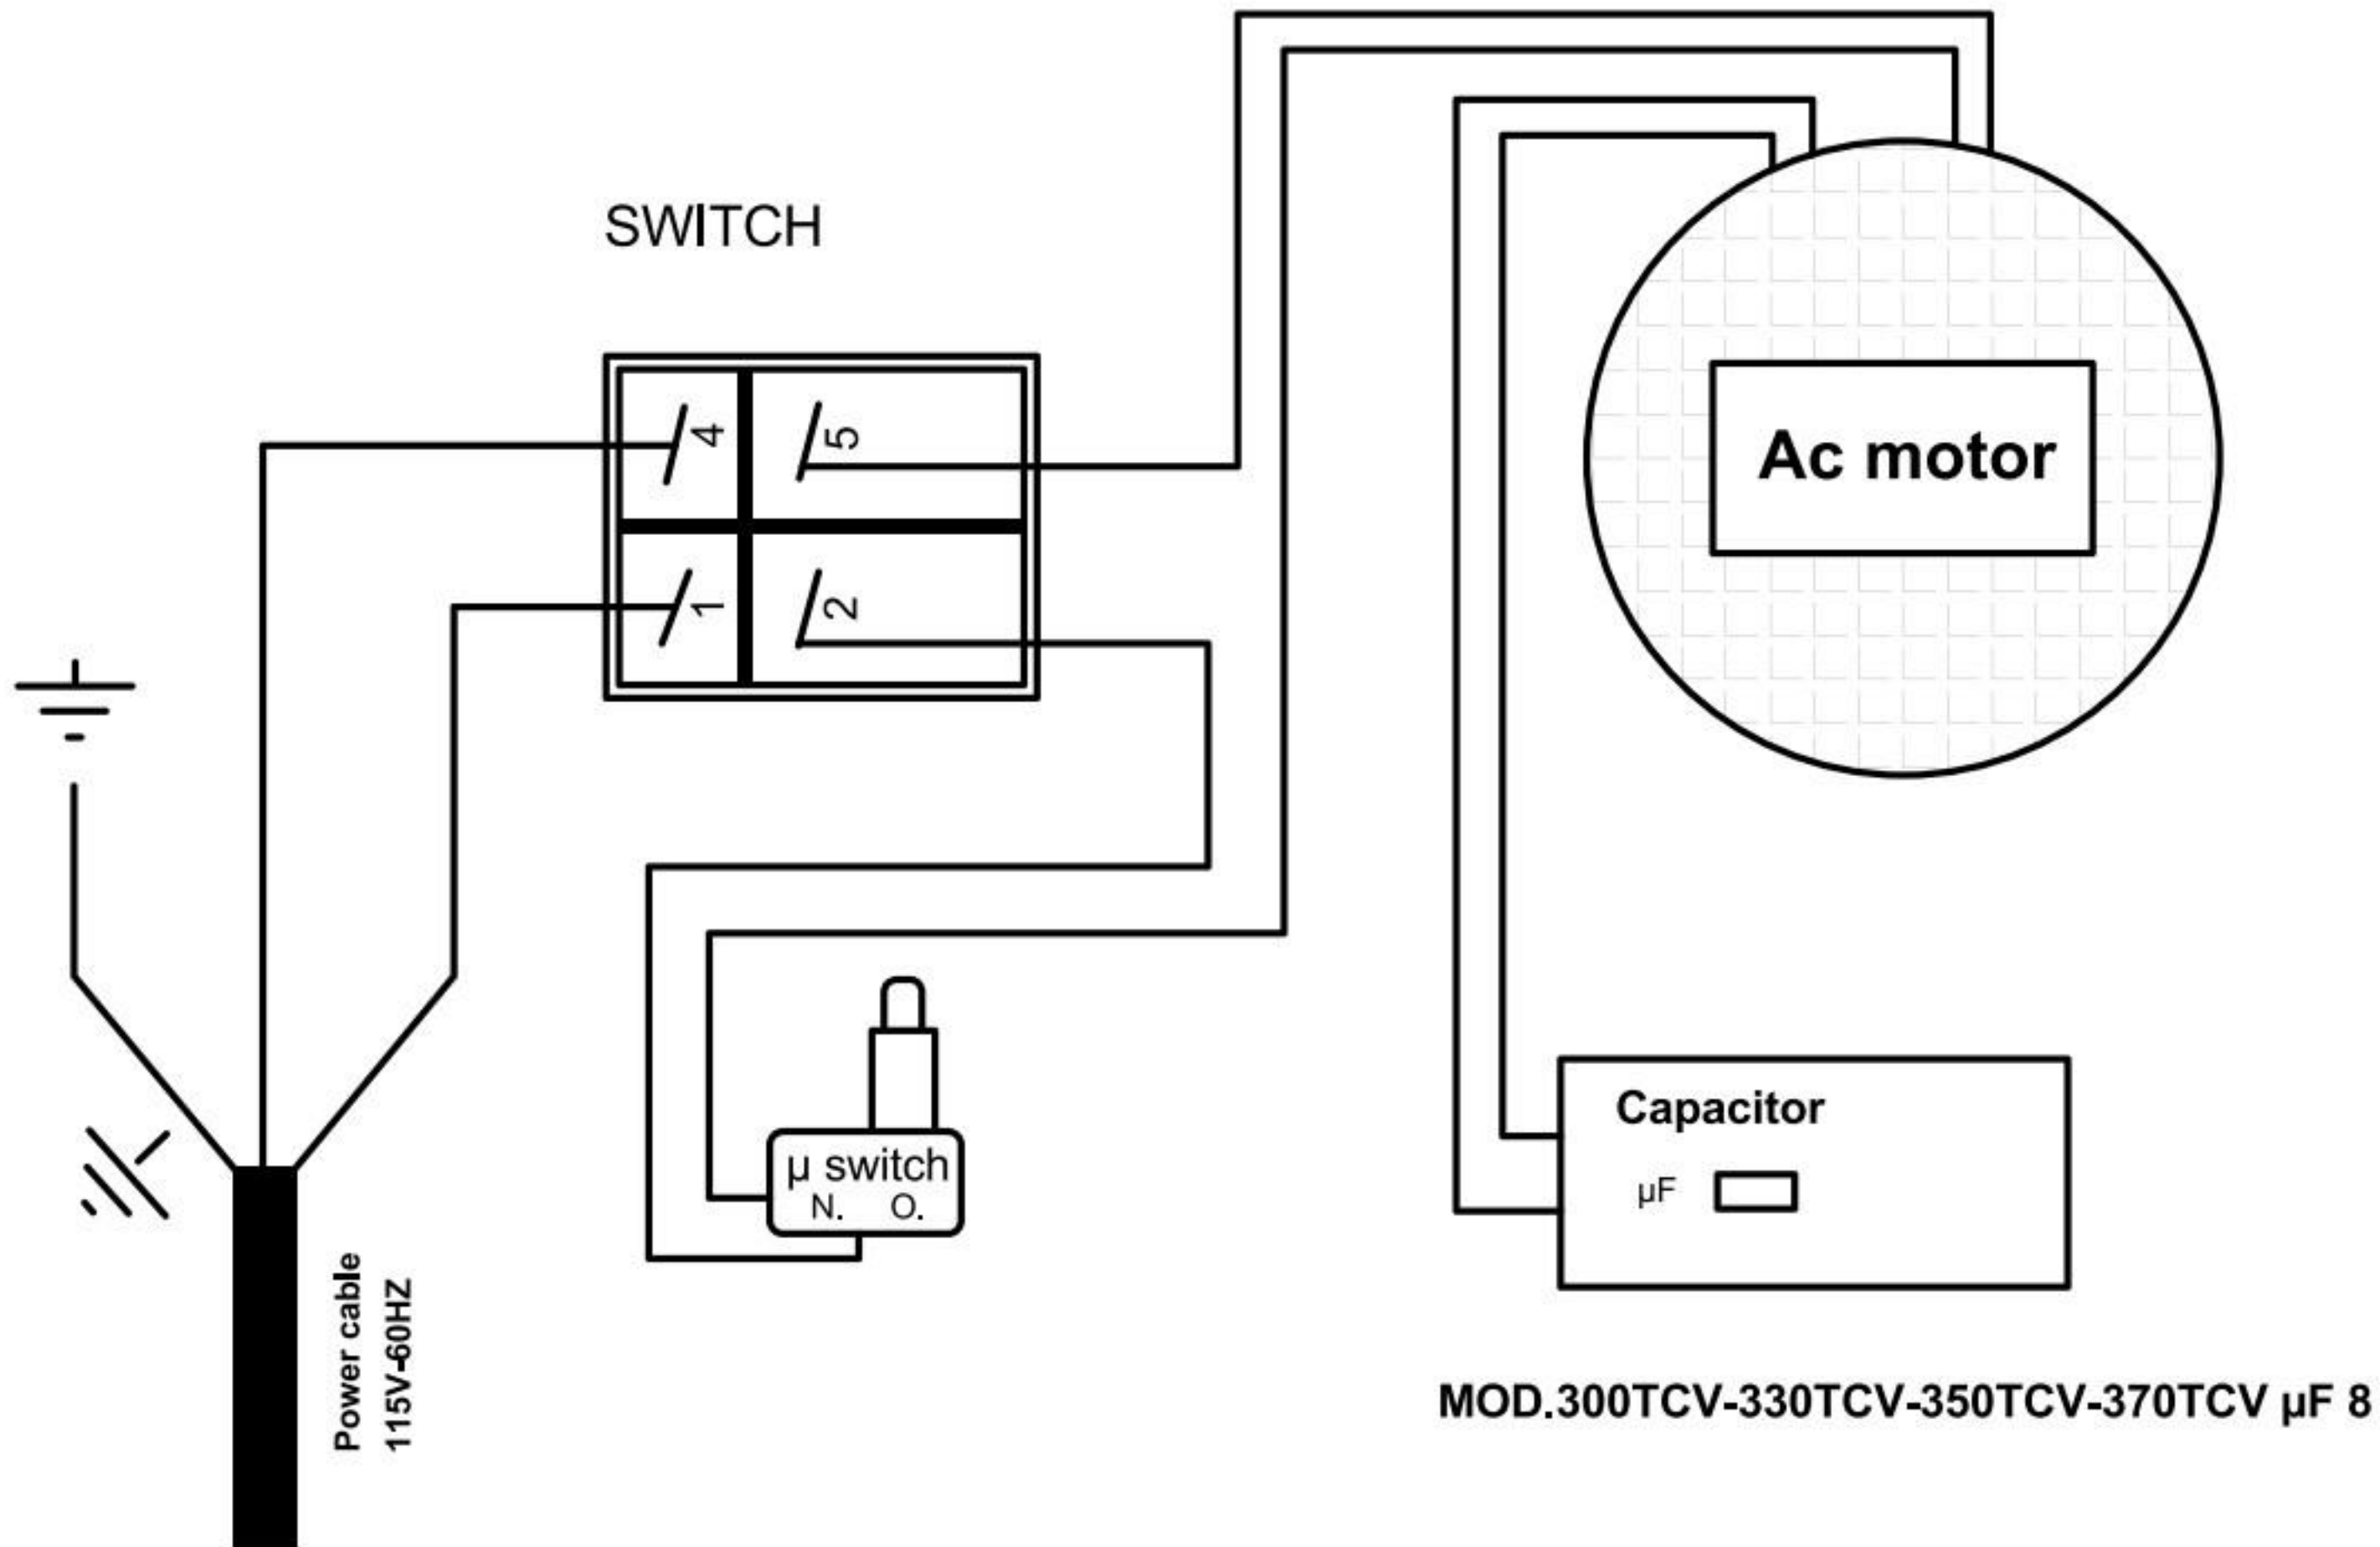 SWITCH
4
5
1
2
Ac motor
µ switch
N. O.
Capacitor
µF
Power cable
115V-60HZ
MOD.300TCV-330TCV-350TCV-370TCV µF 8